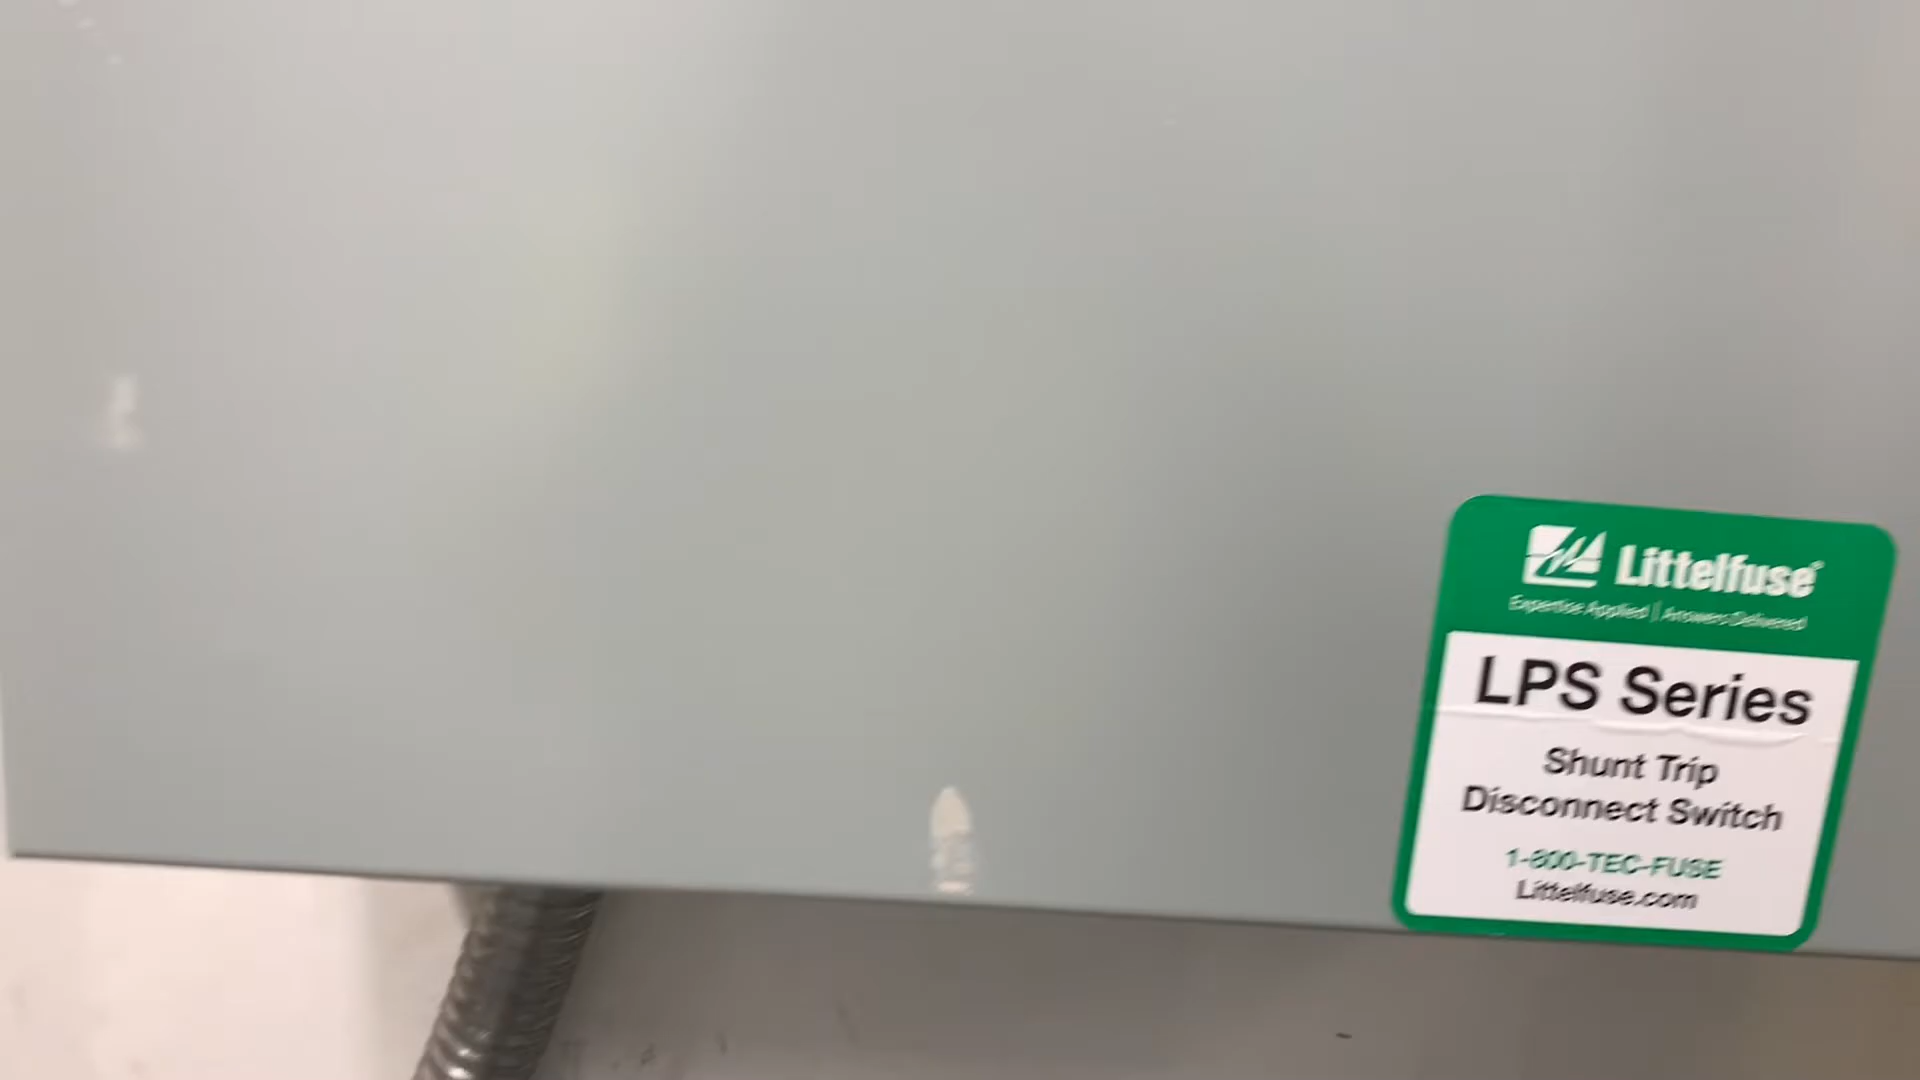 Littelfuse®
Expertise Applied | Answers Delivered
LPS Series
Shunt Trip
Disconnect Switch
1-800-TEC-FUSE
Littelfuse.com